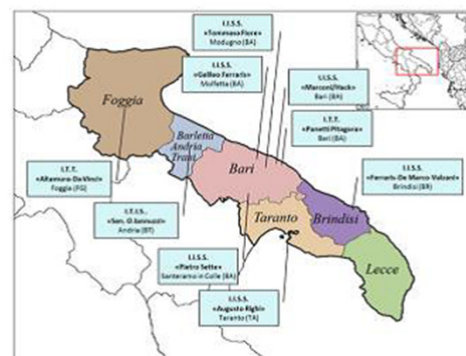 I.I.S.S.
«Tommaso Fiore»
Modugno (BA)
I.I.S.S.
«Galileo Ferraris»
Molfetta (BA)
I.I.S.S.
«Marconi/Hack»
Bari (BA)
I.T.T.
«Panetti Pitagora»
Bari (BA)
Foggia
Barletta
Andria
Trani
Bari
I.T.T.
«Altamura Da Vinci»
Foggia (FG)
I.I.S.S.
«Ferraris-De Marco-Valzani»
Brindisi (BR)
Taranto
Brindisi
I.T.I.S.
«Sen. O Jannuzzi»
Andria (BT)
Lecce
I.I.S.S.
«Pietro Sette»
Santeramo in Colle (BA)
I.I.S.S.
«Augusto Righi»
Taranto (TA)